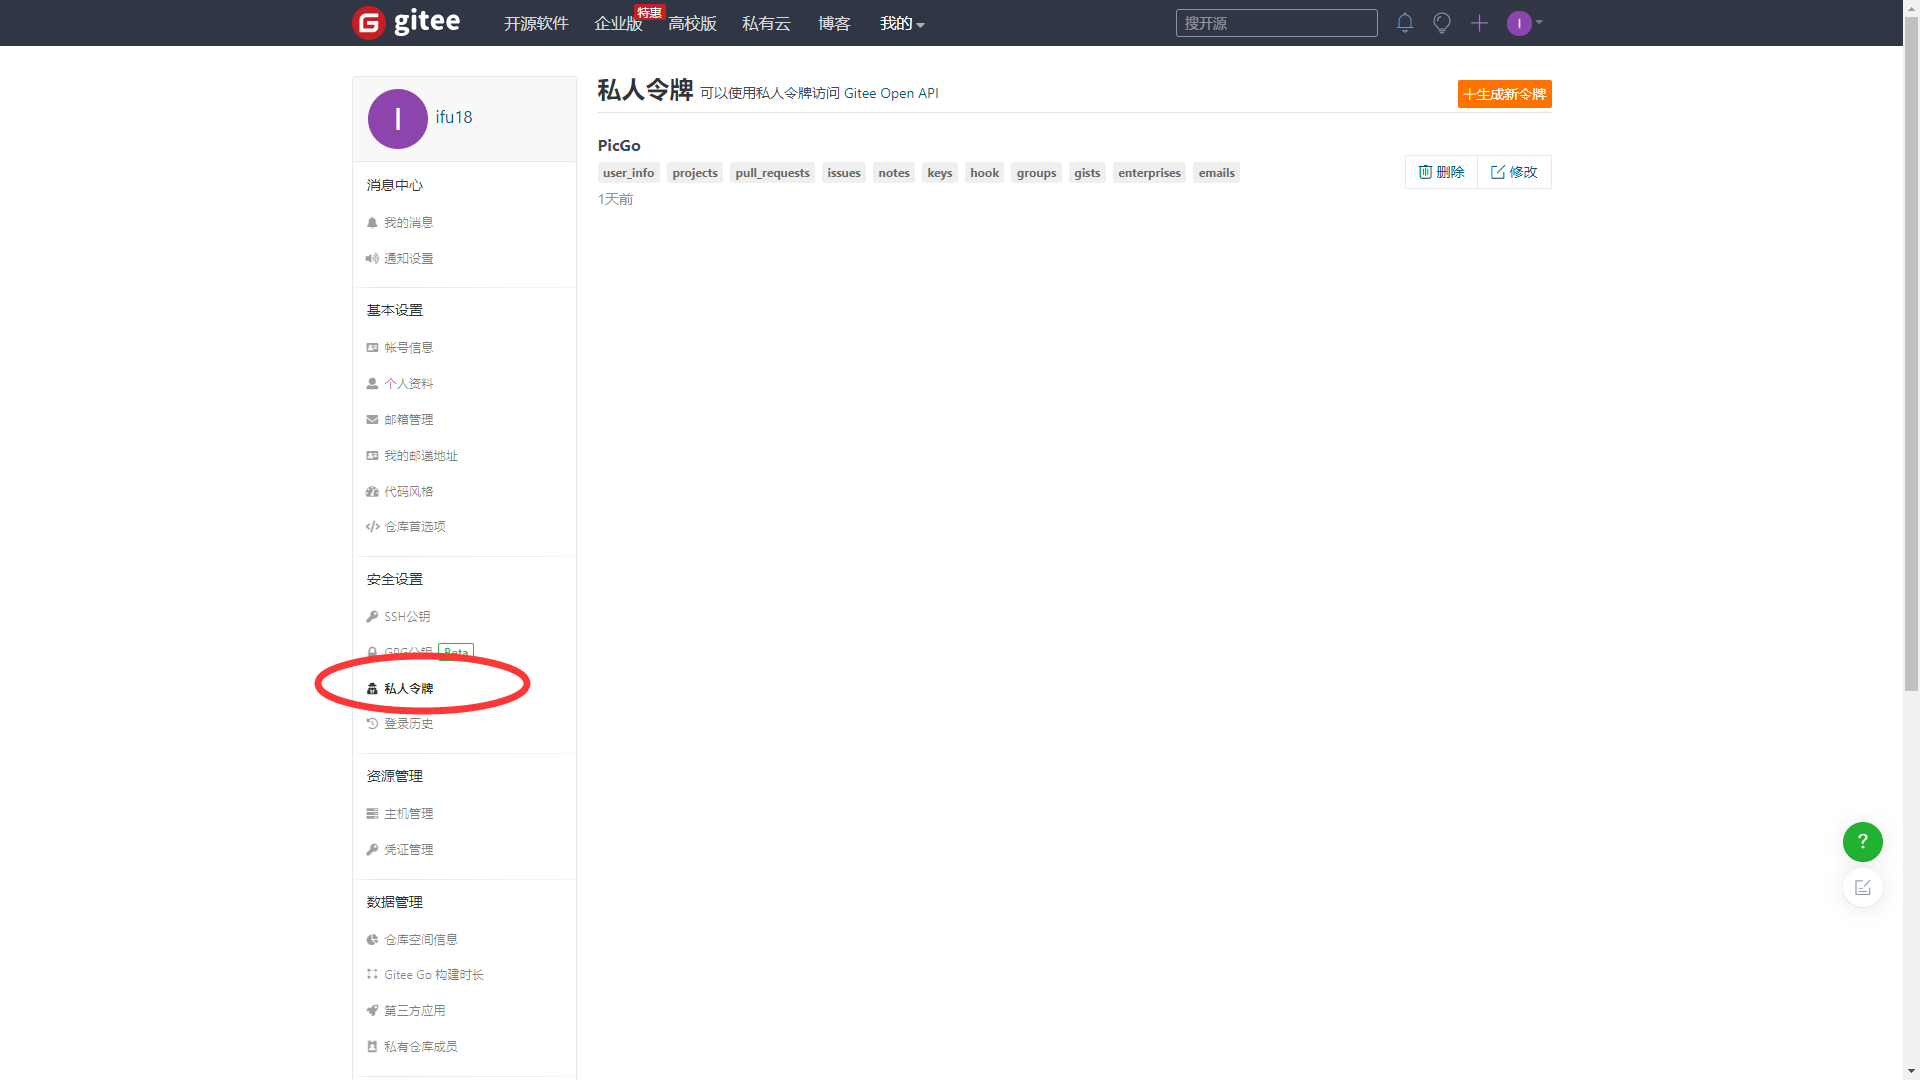 gitee 开源软件 企业版 特惠 高校版 私有云 博客 我的 搜开源 I
I ifu18
消息中心
我的消息
通知设置
基本设置
帐号信息
个人资料
邮箱管理
我的邮递地址
代码风格
仓库首选项
安全设置
SSH公钥
GPG公钥 Beta
私人令牌
登录历史
资源管理
主机管理
凭证管理
数据管理
仓库空间信息
Gitee Go 构建时长
第三方应用
私有仓库成员
私人令牌 可以使用私人令牌访问 Gitee Open API
+生成新令牌
PicGo
user_info projects pull_requests issues notes keys hook groups gists enterprises emails
1天前
删除 修改
?